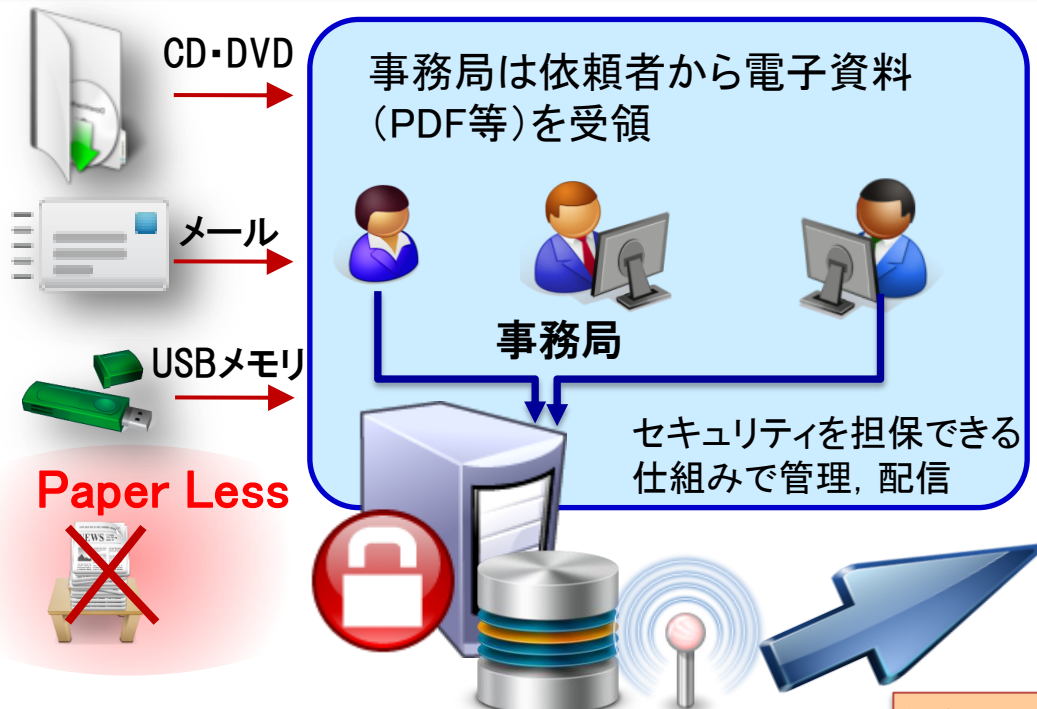 CD・DVD
事務局は依頼者から電子資料
（PDF等）を受領
メール
事務局
USBメモリ
セキュリティを担保できる
仕組みで管理，配信
Paper Less
NEWS